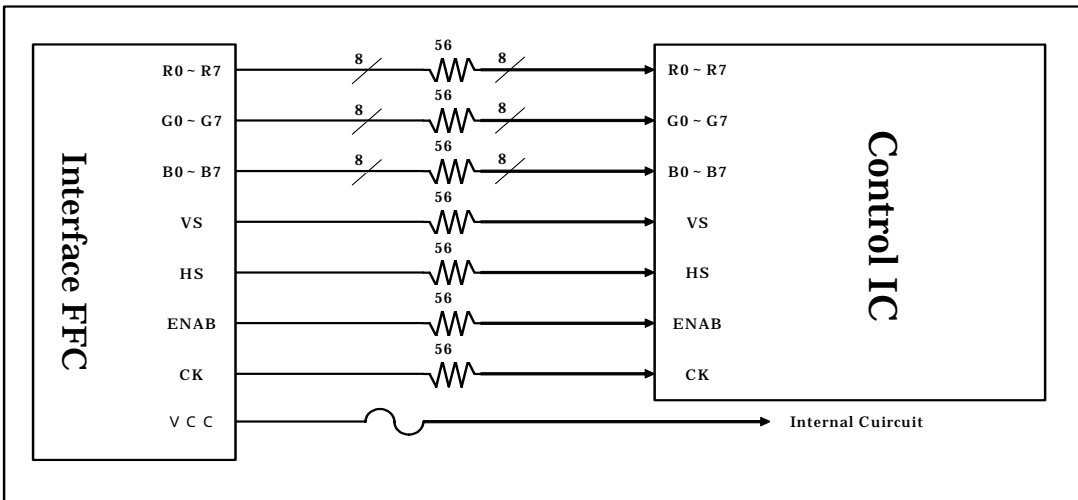 Interface FFC
Control IC
R0~R7 8 56 8 R0~R7
G0~G7 8 56 8 G0~G7
B0~B7 8 56 8 B0~B7
VS 56 VS
HS 56 HS
ENAB 56 ENAB
CK 56 CK
VCC Internal Cuircuit